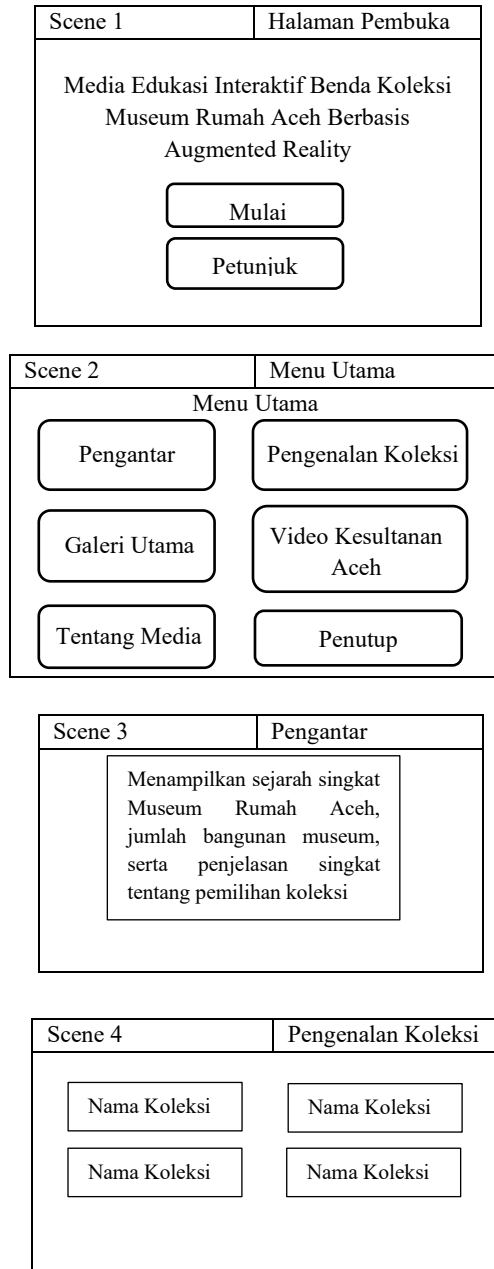 Scene 1 Halaman Pembuka
Media Edukasi Interaktif Benda Koleksi
Museum Rumah Aceh Berbasis
Augmented Reality
Mulai
Petunjuk
Scene 2 Menu Utama
Menu Utama
Pengantar Pengenalan Koleksi
Galeri Utama Video Kesultanan
Aceh
Tentang Media Penutup
Scene 3 Pengantar
Menampilkan sejarah singkat
Museum Rumah Aceh,
jumlah bangunan museum,
serta penjelasan singkat
tentang pemilihan koleksi
Scene 4 Pengenalan Koleksi
Nama Koleksi Nama Koleksi
Nama Koleksi Nama Koleksi